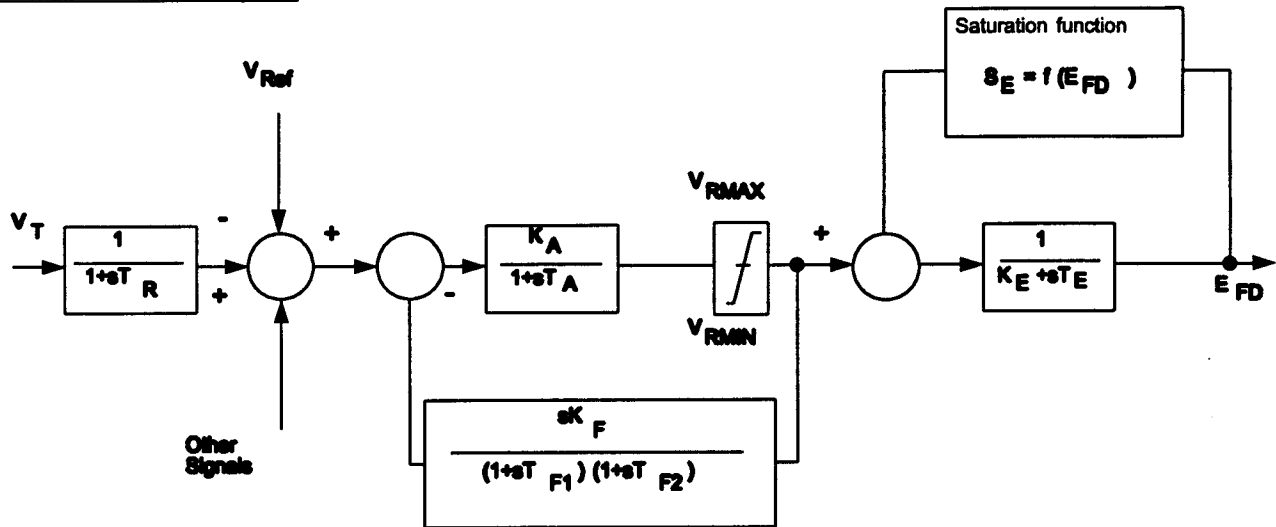 Saturation function
S_E = f (E_FD )
V_Ref
V_RMAX
V_T
-
+
+
-
+
1
1+sT_R
K_A
1+sT_A
1
K_E +sT_E
E_FD
V_RMIN
sK_F
(1+sT_F1) (1+sT_F2)
Other
Signals